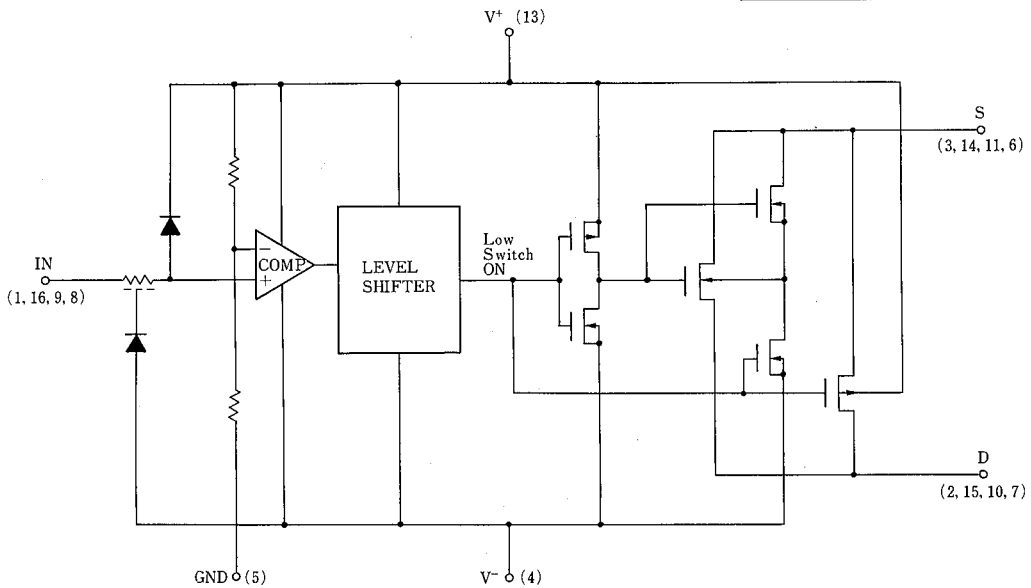 V+ (13)
S
(3, 14, 11, 6)
Low
Switch
ON
IN
(1, 16, 9, 8)
−
COMP
+
LEVEL
SHIFTER
D
(2, 15, 10, 7)
GND (5)
V− (4)